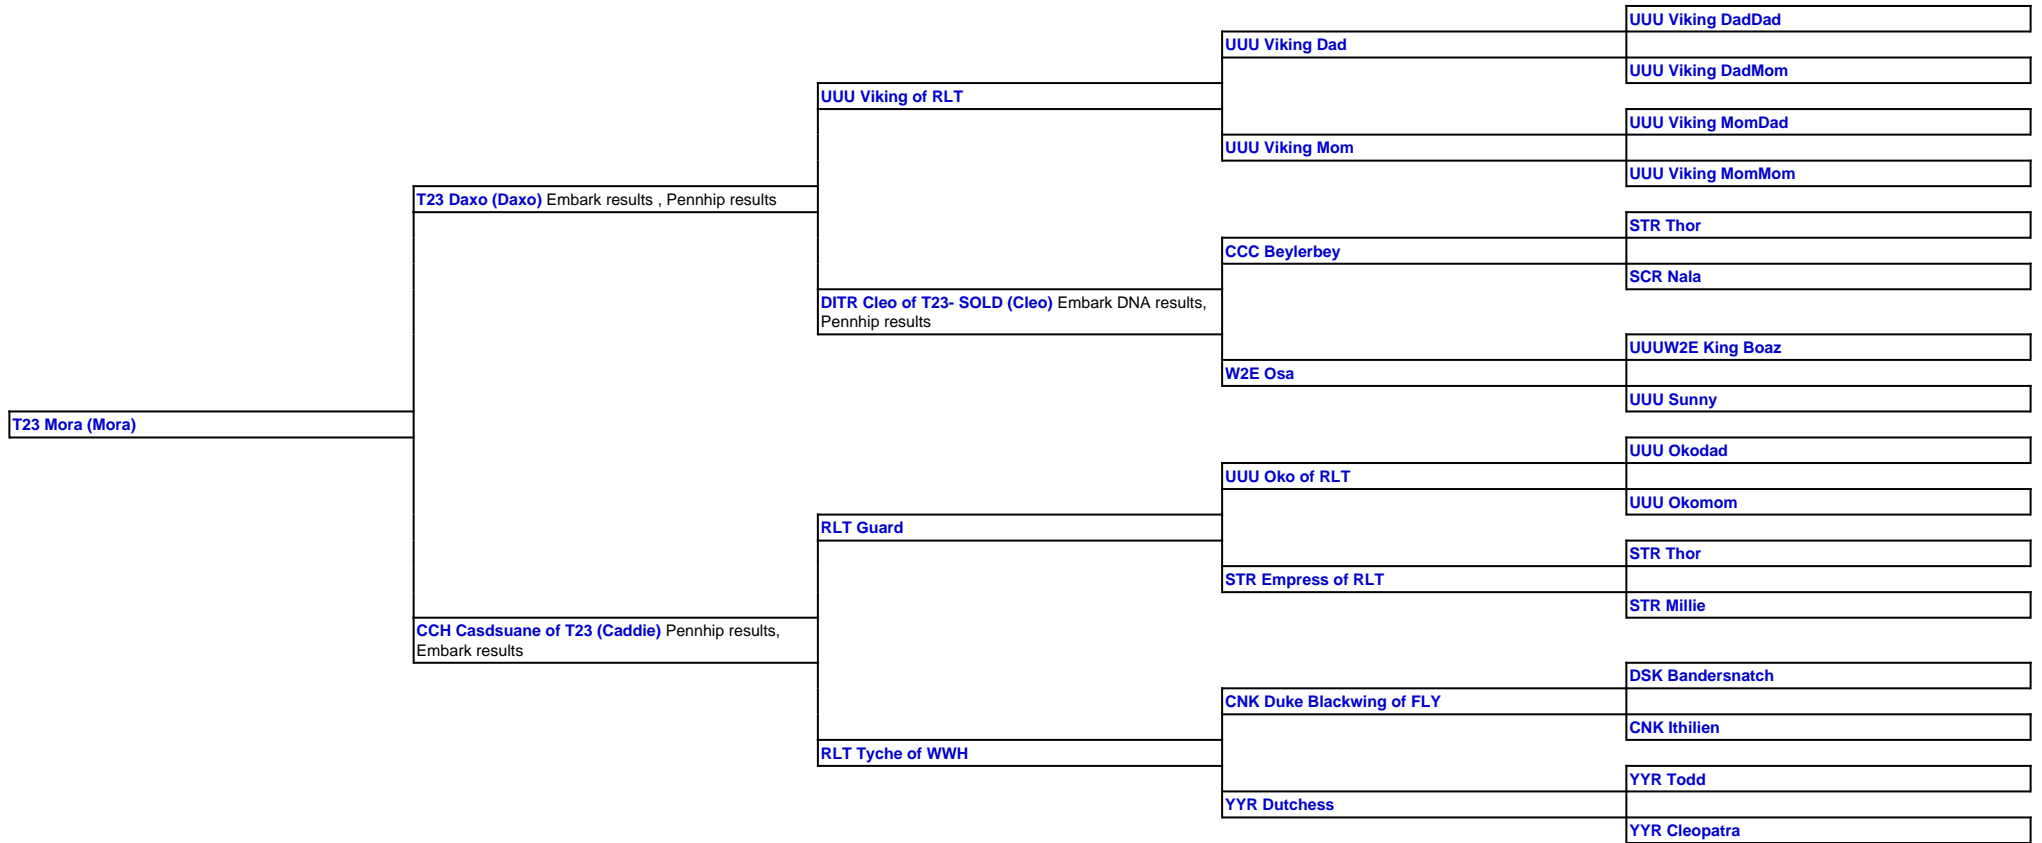 UUU Viking DadDad
UUU Viking Dad
UUU Viking DadMom
UUU Viking of RLT
UUU Viking MomDad
UUU Viking Mom
UUU Viking MomMom
T23 Daxo (Daxo) Embark results , Pennhip results
STR Thor
CCC Beylerbey
SCR Nala
DITR Cleo of T23- SOLD (Cleo) Embark DNA results,
Pennhip results
UUUW2E King Boaz
W2E Osa
UUU Sunny
T23 Mora (Mora)
UUU Okodad
UUU Oko of RLT
UUU Okomom
RLT Guard
STR Thor
STR Empress of RLT
STR Millie
CCH Casdsuane of T23 (Caddie) Pennhip results,
Embark results
DSK Bandersnatch
CNK Duke Blackwing of FLY
CNK Ithilien
RLT Tyche of WWH
YYR Todd
YYR Dutchess
YYR Cleopatra